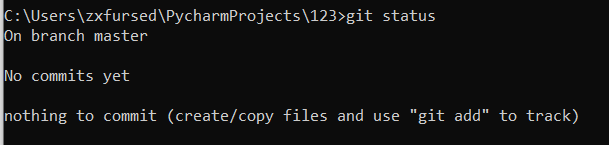 C:\Users\zxfursed\PycharmProjects\123>git status
On branch master
No commits yet
nothing to commit (create/copy files and use "git add" to track)